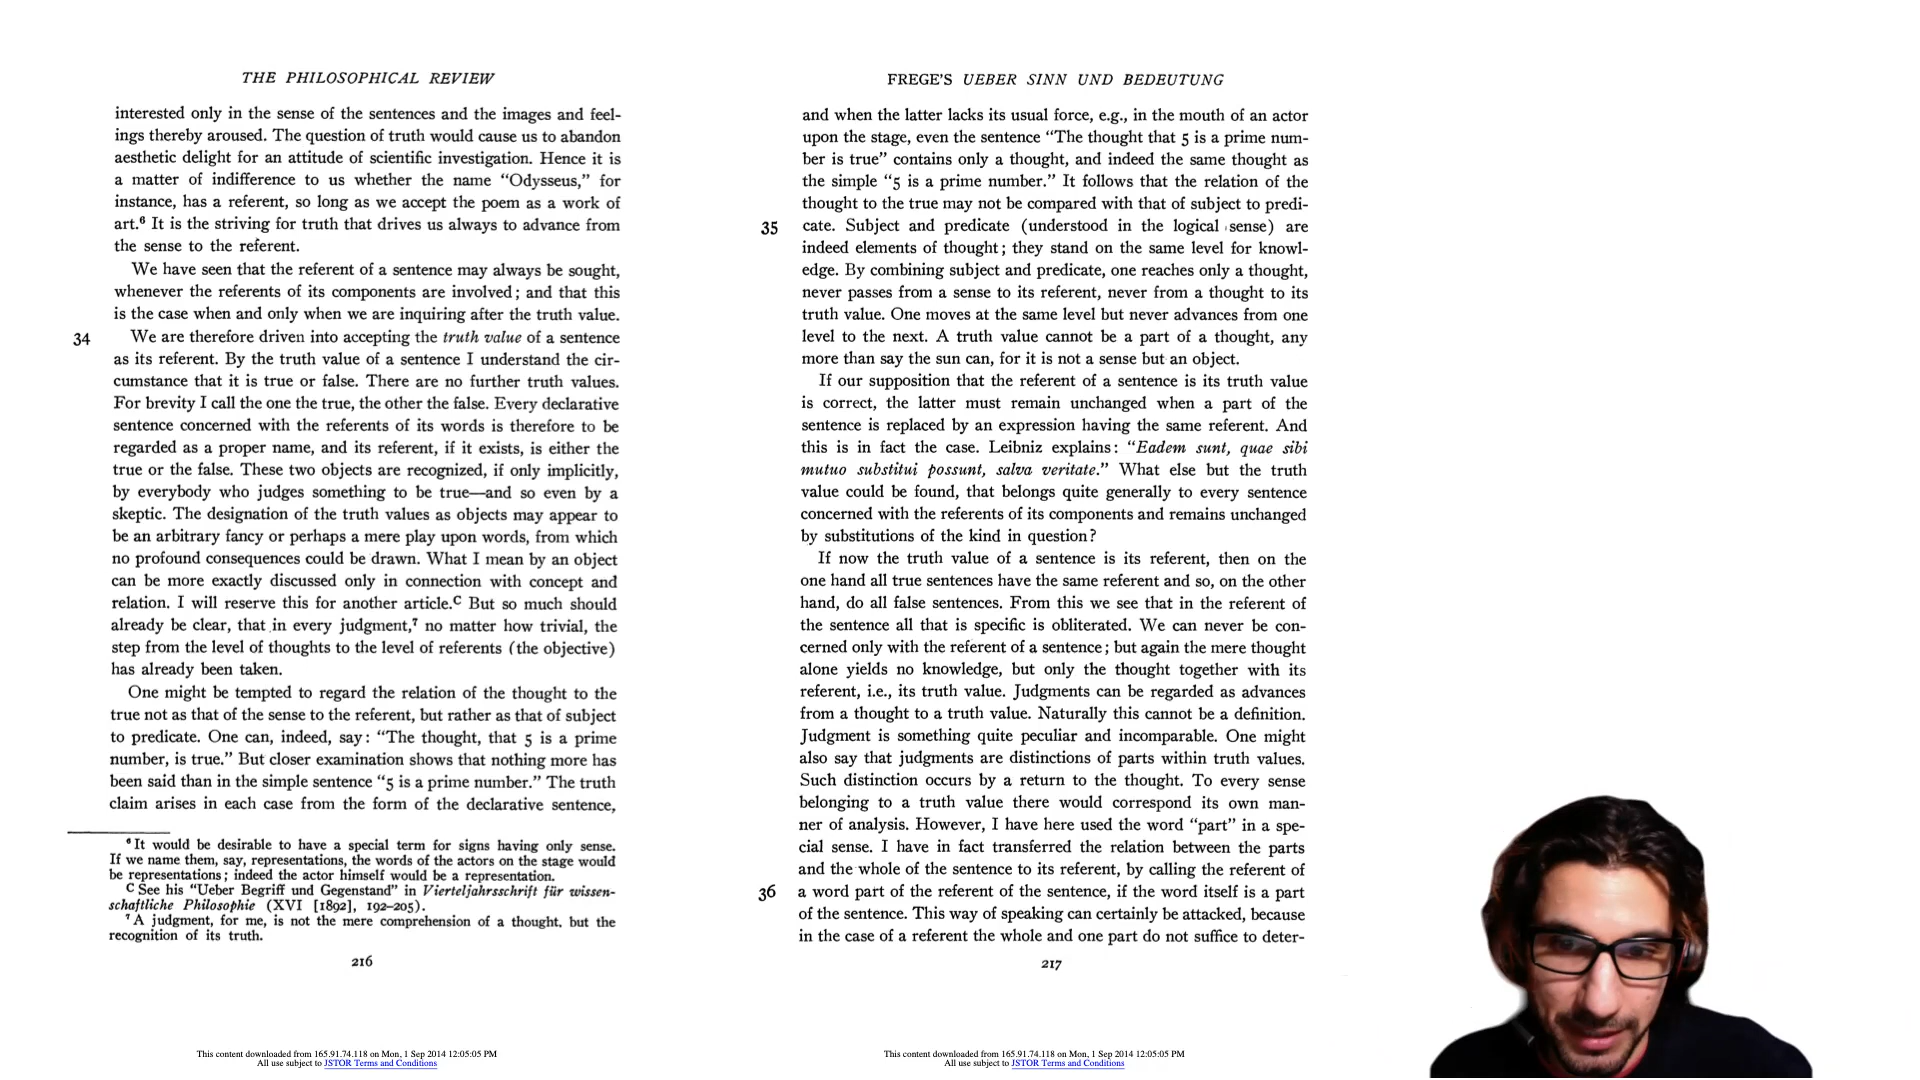 THE PHILOSOPHICAL REVIEW
interested only in the sense of the sentences and the images and feel-
ings thereby aroused. The question of truth would cause us to abandon
aesthetic delight for an attitude of scientific investigation. Hence it is
a matter of indifference to us whether the name “Odysseus,” for
instance, has a referent, so long as we accept the poem as a work of
art.⁶ It is the striving for truth that drives us always to advance from
the sense to the referent.
We have seen that the referent of a sentence may always be sought,
whenever the referents of its components are involved; and that this
is the case when and only when we are inquiring after the truth value.
34 We are therefore driven into accepting the truth value of a sentence
as its referent. By the truth value of a sentence I understand the cir-
cumstance that it is true or false. There are no further truth values.
For brevity I call the one the true, the other the false. Every declarative
sentence concerned with the referents of its words is therefore to be
regarded as a proper name, and its referent, if it exists, is either the
true or the false. These two objects are recognized, if only implicitly,
by everybody who judges something to be true—and so even by a
skeptic. The designation of the truth values as objects may appear to
be an arbitrary fancy or perhaps a mere play upon words, from which
no profound consequences could be drawn. What I mean by an object
can be more exactly discussed only in connection with concept and
relation. I will reserve this for another article.ᶜ But so much should
already be clear, that in every judgment,⁷ no matter how trivial, the
step from the level of thoughts to the level of referents (the objective)
has already been taken.
One might be tempted to regard the relation of the thought to the
true not as that of the sense to the referent, but rather as that of subject
to predicate. One can, indeed, say: “The thought, that 5 is a prime
number, is true.” But closer examination shows that nothing more has
been said than in the simple sentence “5 is a prime number.” The truth
claim arises in each case from the form of the declarative sentence,
⁶ It would be desirable to have a special term for signs having only sense.
If we name them, say, representations, the words of the actors on the stage would
be representations; indeed the actor himself would be a representation.
ᶜ See his “Ueber Begriff und Gegenstand” in Vierteljahrsschrift für wissen-
schaftliche Philosophie (XVI [1892], 192–205).
⁷ A judgment, for me, is not the mere comprehension of a thought, but the
recognition of its truth.
216
This content downloaded from 165.91.74.118 on Mon, 1 Sep 2014 12:05:05 PM
All use subject to JSTOR Terms and Conditions
FREGE'S UEBER SINN UND BEDEUTUNG
and when the latter lacks its usual force, e.g., in the mouth of an actor
upon the stage, even the sentence “The thought that 5 is a prime num-
ber is true” contains only a thought, and indeed the same thought as
the simple “5 is a prime number.” It follows that the relation of the
thought to the true may not be compared with that of subject to predi-
35 cate. Subject and predicate (understood in the logical sense) are
indeed elements of thought; they stand on the same level for knowl-
edge. By combining subject and predicate, one reaches only a thought,
never passes from a sense to its referent, never from a thought to its
truth value. One moves at the same level but never advances from one
level to the next. A truth value cannot be a part of a thought, any
more than say the sun can, for it is not a sense but an object.
If our supposition that the referent of a sentence is its truth value
is correct, the latter must remain unchanged when a part of the
sentence is replaced by an expression having the same referent. And
this is in fact the case. Leibniz explains: “Eadem sunt, quae sibi
mutuo substitui possunt, salva veritate.” What else but the truth
value could be found, that belongs quite generally to every sentence
concerned with the referents of its components and remains unchanged
by substitutions of the kind in question?
If now the truth value of a sentence is its referent, then on the
one hand all true sentences have the same referent and so, on the other
hand, do all false sentences. From this we see that in the referent of
the sentence all that is specific is obliterated. We can never be con-
cerned only with the referent of a sentence; but again the mere thought
alone yields no knowledge, but only the thought together with its
referent, i.e., its truth value. Judgments can be regarded as advances
from a thought to a truth value. Naturally this cannot be a definition.
Judgment is something quite peculiar and incomparable. One might
also say that judgments are distinctions of parts within truth values.
Such distinction occurs by a return to the thought. To every sense
belonging to a truth value there would correspond its own man-
ner of analysis. However, I have here used the word “part” in a spe-
cial sense. I have in fact transferred the relation between the parts
and the whole of the sentence to its referent, by calling the referent of
36 a word part of the referent of the sentence, if the word itself is a part
of the sentence. This way of speaking can certainly be attacked, because
in the case of a referent the whole and one part do not suffice to deter-
217
This content downloaded from 165.91.74.118 on Mon, 1 Sep 2014 12:05:05 PM
All use subject to JSTOR Terms and Conditions